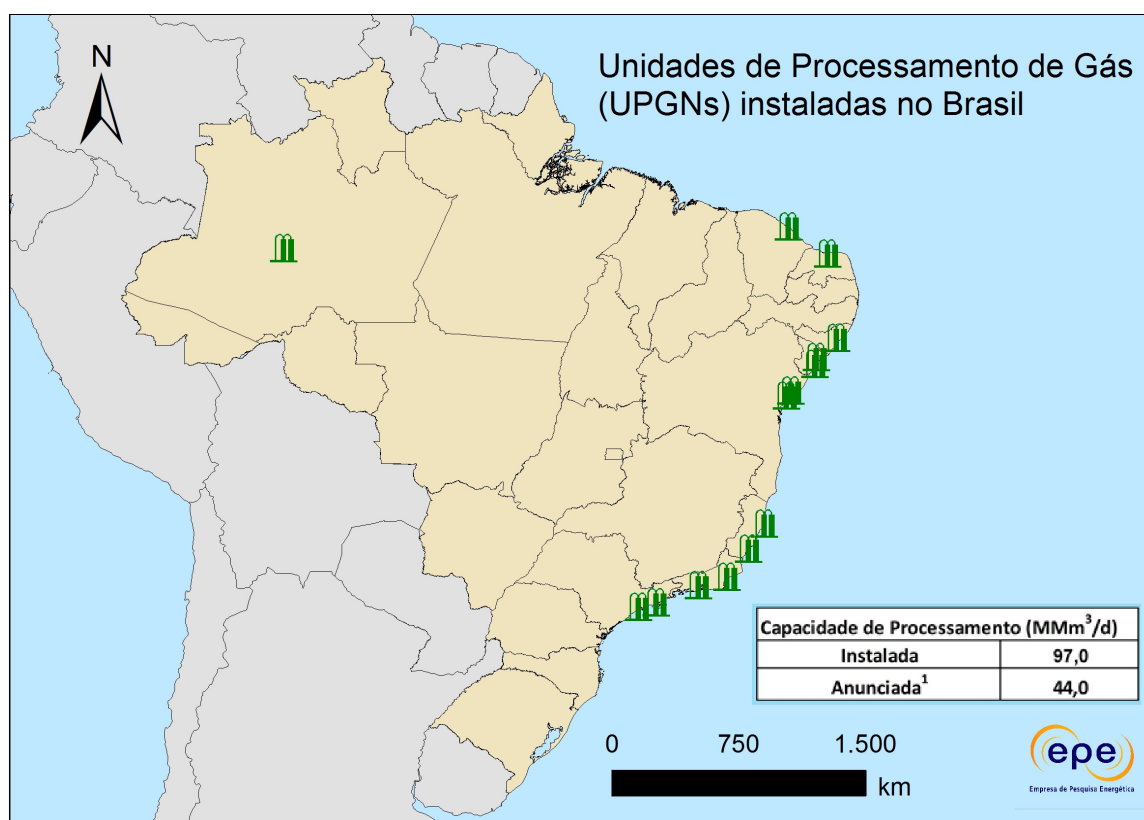 N
Unidades de Processamento de Gás
(UPGNs) instaladas no Brasil
Capacidade de Processamento (MMm³/d)
Instalada 97,0
Anunciada¹ 44,0
0 750 1.500
km
epe
Empresa de Pesquisa Energética